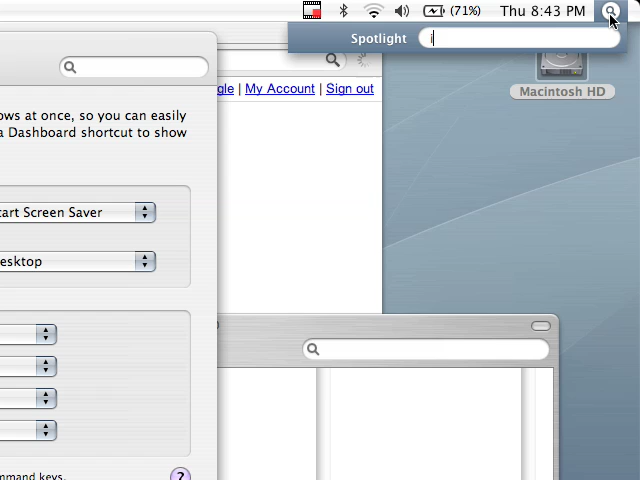 (71%) Thu 8:43 PM
Spotlight i
gle | My Account | Sign out
Macintosh HD
ows at once, so you can easily
a Dashboard shortcut to show
tart Screen Saver
esktop
mmand keys. ?